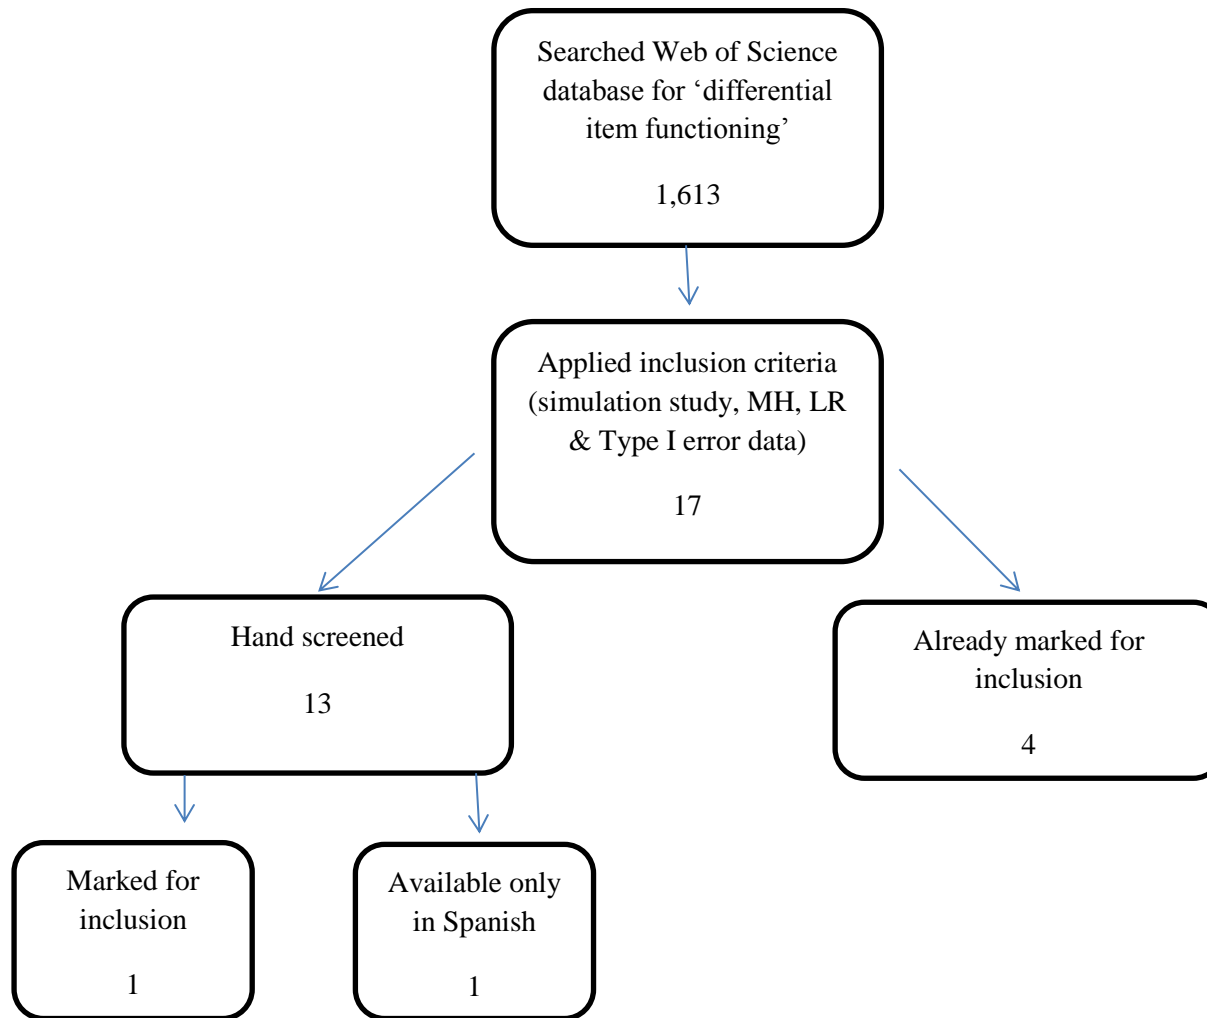 Searched Web of Science
database for ‘differential
item functioning’
1,613
Applied inclusion criteria
(simulation study, MH, LR
& Type I error data)
17
Hand screened
13
Already marked for
inclusion
4
Marked for
inclusion
1
Available only
in Spanish
1